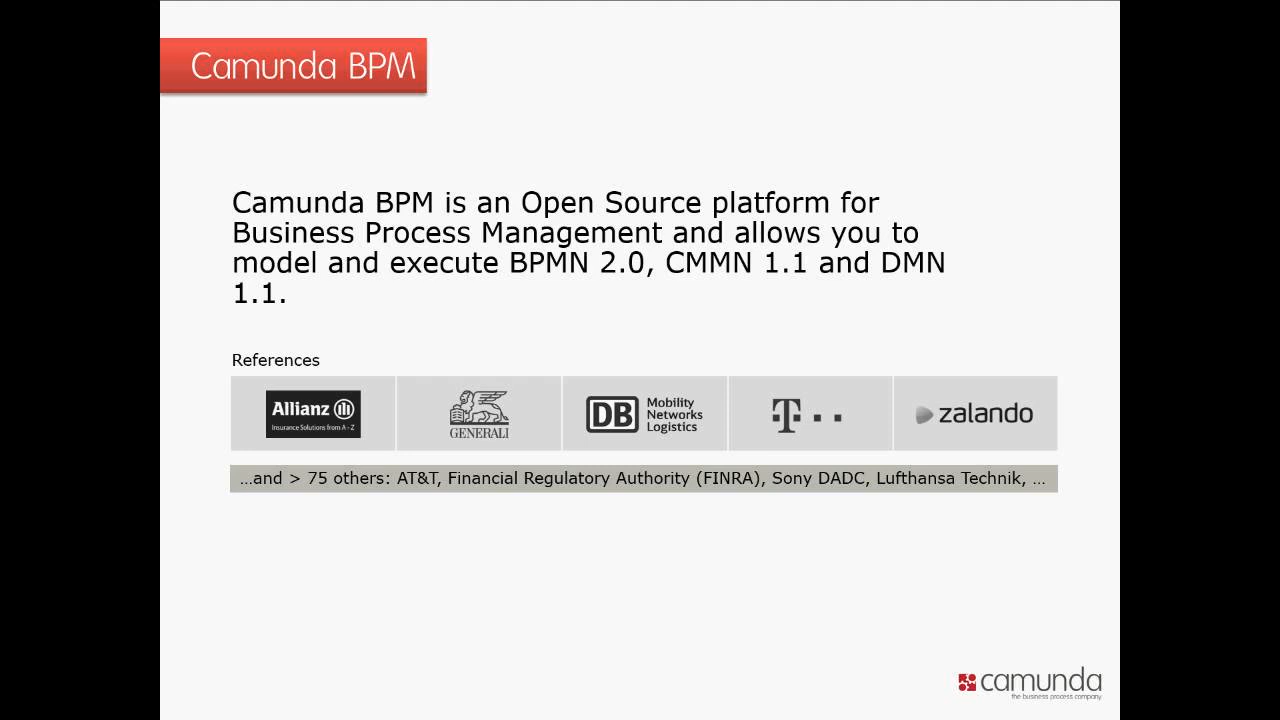 Camunda BPM
Camunda BPM is an Open Source platform for
Business Process Management and allows you to
model and execute BPMN 2.0, CMMN 1.1 and DMN
1.1.
References
Allianz
Insurance Solutions from A - Z
GENERALI
DB
Mobility
Networks
Logistics
T . .
zalando
...and > 75 others: AT&T, Financial Regulatory Authority (FINRA), Sony DADC, Lufthansa Technik, ...
camunda
the business process company